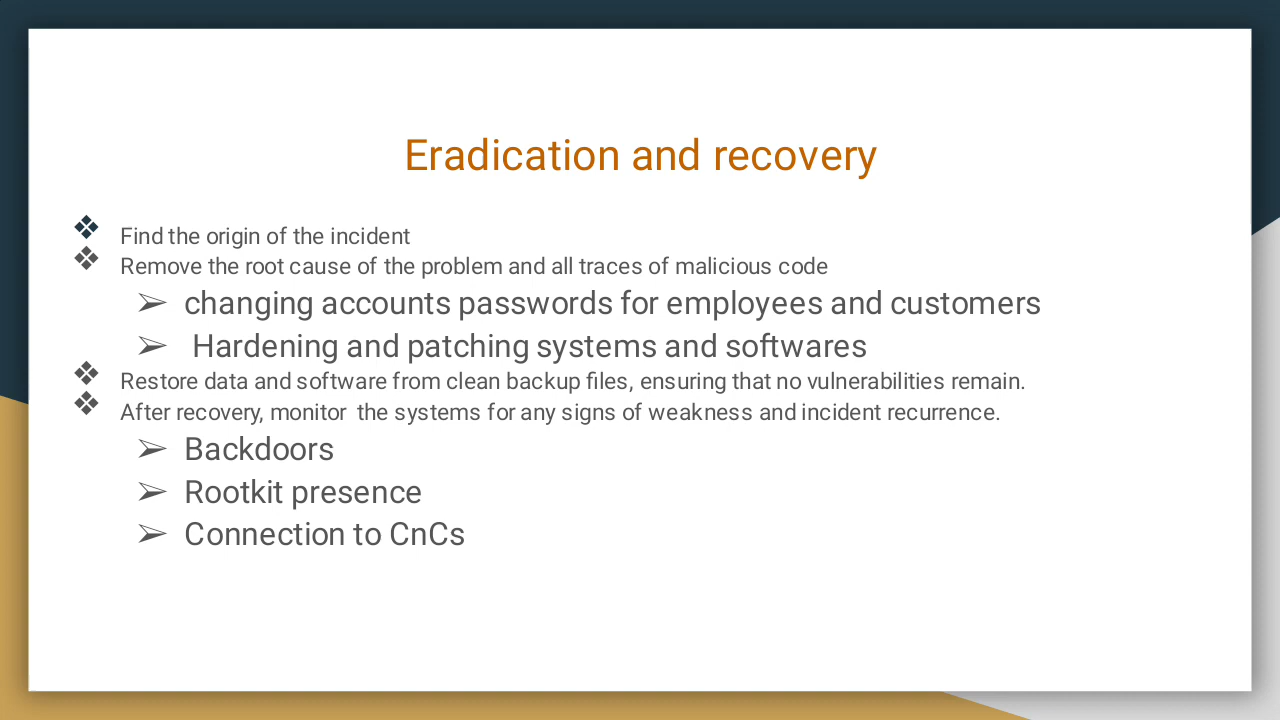 Eradication and recovery
❖ Find the origin of the incident
❖ Remove the root cause of the problem and all traces of malicious code
➢ changing accounts passwords for employees and customers
➢ Hardening and patching systems and softwares
❖ Restore data and software from clean backup files, ensuring that no vulnerabilities remain.
❖ After recovery, monitor the systems for any signs of weakness and incident recurrence.
➢ Backdoors
➢ Rootkit presence
➢ Connection to CnCs